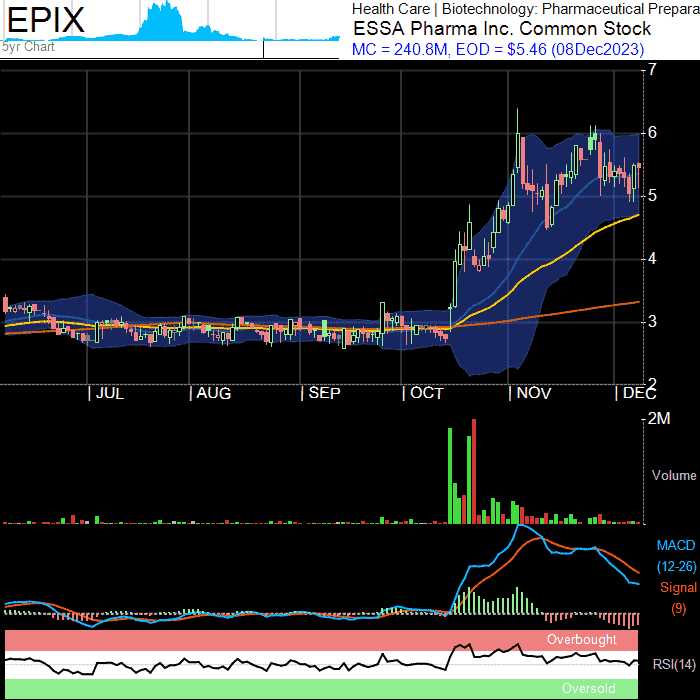 EPIX
5yr Chart
Health Care | Biotechnology: Pharmaceutical Prepara
ESSA Pharma Inc. Common Stock
MC = 240.8M, EOD = $5.46 (08Dec2023)
7
6
5
4
3
2
JUL
AUG
SEP
OCT
NOV
DEC
2M
Volume
MACD
(12-26)
Signal
(9)
Overbought
RSI(14)
Oversold